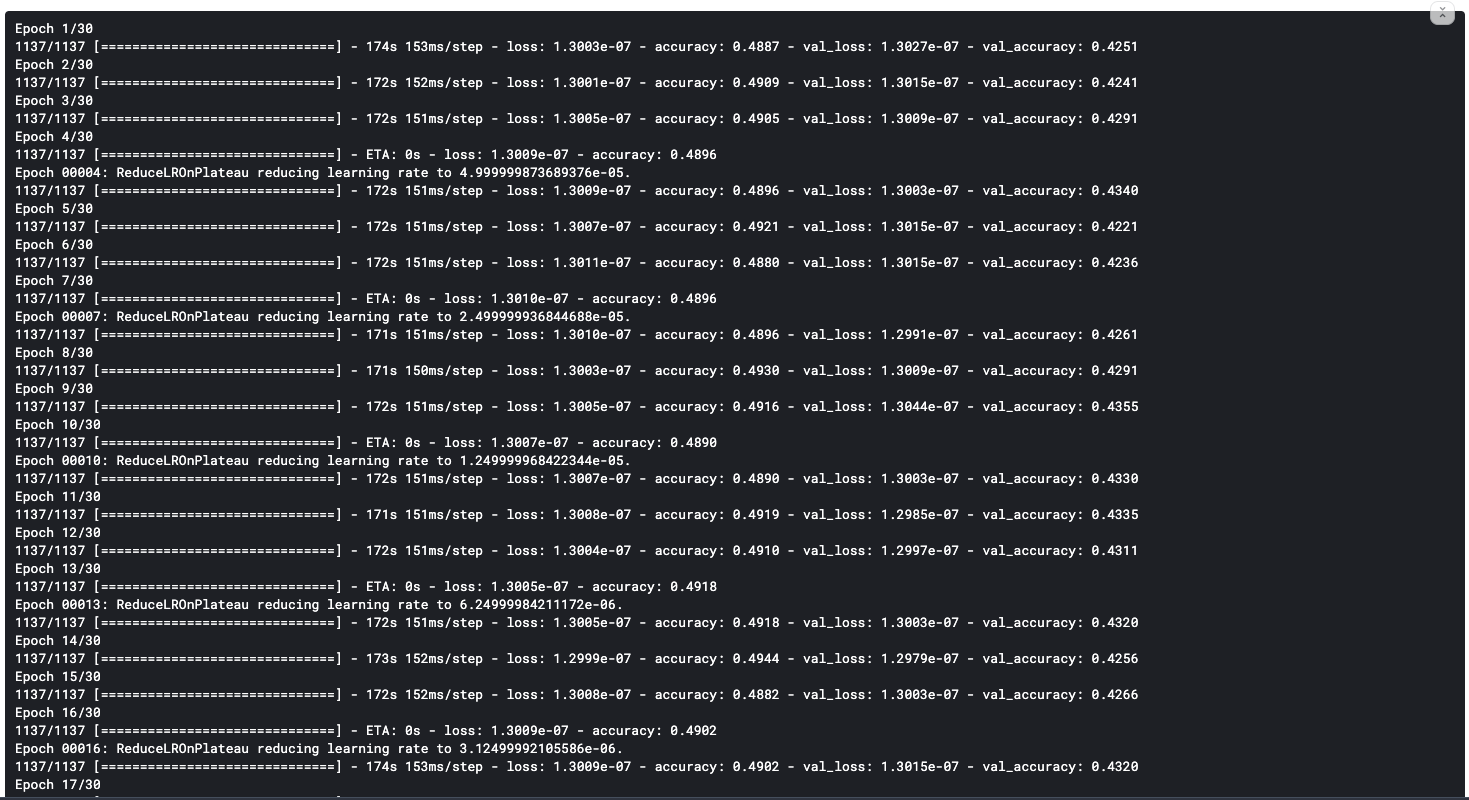 Epoch 1/30
1137/1137 [==============================] - 174s 153ms/step - loss: 1.3003e-07 - accuracy: 0.4887 - val_loss: 1.3027e-07 - val_accuracy: 0.4251
Epoch 2/30
1137/1137 [==============================] - 172s 152ms/step - loss: 1.3001e-07 - accuracy: 0.4909 - val_loss: 1.3015e-07 - val_accuracy: 0.4241
Epoch 3/30
1137/1137 [==============================] - 172s 151ms/step - loss: 1.3005e-07 - accuracy: 0.4905 - val_loss: 1.3009e-07 - val_accuracy: 0.4291
Epoch 4/30
1137/1137 [==============================] - ETA: 0s - loss: 1.3009e-07 - accuracy: 0.4896
Epoch 00004: ReduceLROnPlateau reducing learning rate to 4.999999873689376e-05.
1137/1137 [==============================] - 172s 151ms/step - loss: 1.3009e-07 - accuracy: 0.4896 - val_loss: 1.3003e-07 - val_accuracy: 0.4340
Epoch 5/30
1137/1137 [==============================] - 172s 151ms/step - loss: 1.3007e-07 - accuracy: 0.4921 - val_loss: 1.3015e-07 - val_accuracy: 0.4221
Epoch 6/30
1137/1137 [==============================] - 172s 151ms/step - loss: 1.3011e-07 - accuracy: 0.4880 - val_loss: 1.3015e-07 - val_accuracy: 0.4236
Epoch 7/30
1137/1137 [==============================] - ETA: 0s - loss: 1.3010e-07 - accuracy: 0.4896
Epoch 00007: ReduceLROnPlateau reducing learning rate to 2.499999936844688e-05.
1137/1137 [==============================] - 171s 151ms/step - loss: 1.3010e-07 - accuracy: 0.4896 - val_loss: 1.2991e-07 - val_accuracy: 0.4261
Epoch 8/30
1137/1137 [==============================] - 171s 150ms/step - loss: 1.3003e-07 - accuracy: 0.4930 - val_loss: 1.3009e-07 - val_accuracy: 0.4291
Epoch 9/30
1137/1137 [==============================] - 172s 151ms/step - loss: 1.3005e-07 - accuracy: 0.4916 - val_loss: 1.3044e-07 - val_accuracy: 0.4355
Epoch 10/30
1137/1137 [==============================] - ETA: 0s - loss: 1.3007e-07 - accuracy: 0.4890
Epoch 00010: ReduceLROnPlateau reducing learning rate to 1.249999968422344e-05.
1137/1137 [==============================] - 172s 151ms/step - loss: 1.3007e-07 - accuracy: 0.4890 - val_loss: 1.3003e-07 - val_accuracy: 0.4330
Epoch 11/30
1137/1137 [==============================] - 171s 151ms/step - loss: 1.3008e-07 - accuracy: 0.4919 - val_loss: 1.2985e-07 - val_accuracy: 0.4335
Epoch 12/30
1137/1137 [==============================] - 172s 151ms/step - loss: 1.3004e-07 - accuracy: 0.4910 - val_loss: 1.2997e-07 - val_accuracy: 0.4311
Epoch 13/30
1137/1137 [==============================] - ETA: 0s - loss: 1.3005e-07 - accuracy: 0.4918
Epoch 00013: ReduceLROnPlateau reducing learning rate to 6.24999984211172e-06.
1137/1137 [==============================] - 172s 151ms/step - loss: 1.3005e-07 - accuracy: 0.4918 - val_loss: 1.3003e-07 - val_accuracy: 0.4320
Epoch 14/30
1137/1137 [==============================] - 173s 152ms/step - loss: 1.2999e-07 - accuracy: 0.4944 - val_loss: 1.2979e-07 - val_accuracy: 0.4256
Epoch 15/30
1137/1137 [==============================] - 172s 152ms/step - loss: 1.3008e-07 - accuracy: 0.4882 - val_loss: 1.3003e-07 - val_accuracy: 0.4266
Epoch 16/30
1137/1137 [==============================] - ETA: 0s - loss: 1.3009e-07 - accuracy: 0.4902
Epoch 00016: ReduceLROnPlateau reducing learning rate to 3.12499992105586e-06.
1137/1137 [==============================] - 174s 153ms/step - loss: 1.3009e-07 - accuracy: 0.4902 - val_loss: 1.3015e-07 - val_accuracy: 0.4320
Epoch 17/30